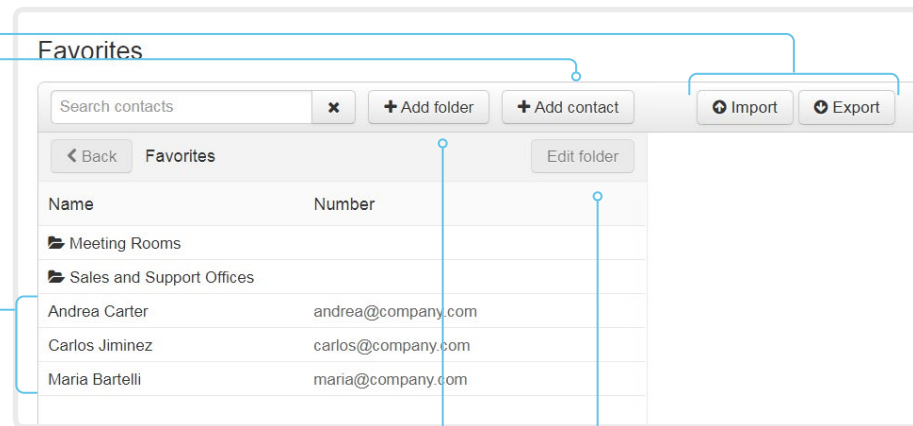 Favorites
Search contacts Add folder Add contact Import Export
Back Favorites Edit folder
Name Number
Meeting Rooms
Sales and Support Offices
Andrea Carter andrea@company.com
Carlos Jiminez carlos@company.com
Maria Bartelli maria@company.com